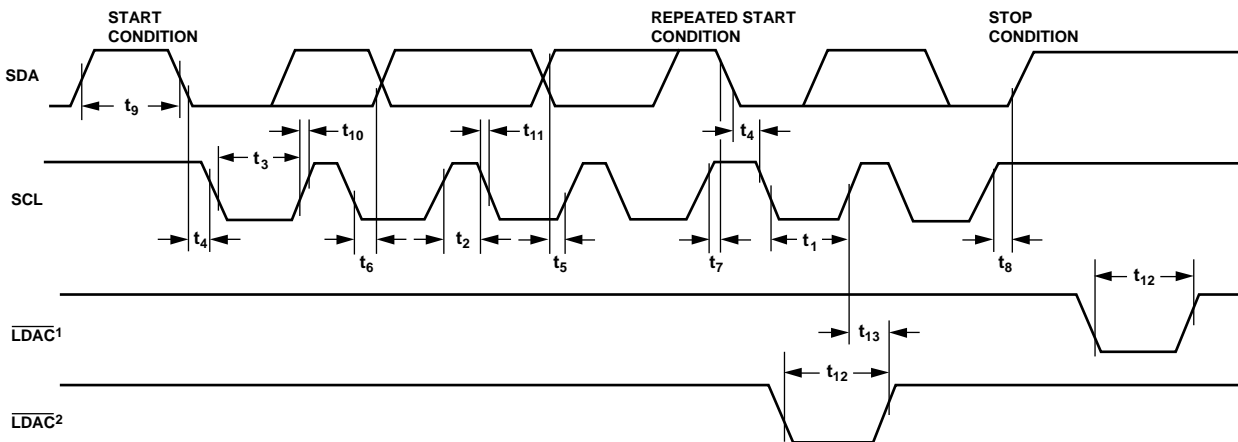 START
CONDITION
REPEATED START
CONDITION
STOP
CONDITION
SDA
t9
t10
t11
t4
t3
SCL
t4
t6
t2
t5
t7
t1
t8
t12
LDAC1
t13
t12
LDAC2